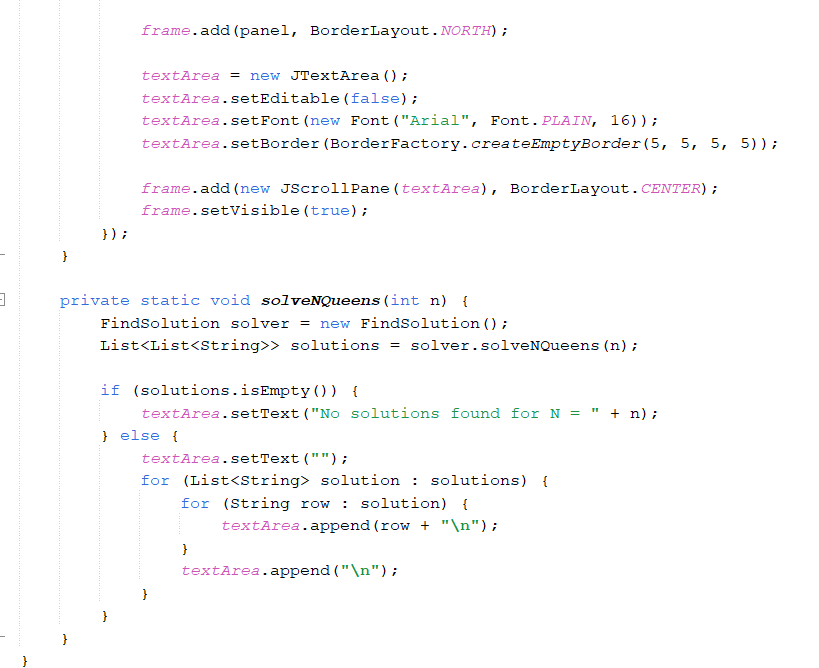 frame.add(panel, BorderLayout.NORTH);
textArea = new JTextArea();
textArea.setEditable(false);
textArea.setFont(new Font("Arial", Font.PLAIN, 16));
textArea.setBorder(BorderFactory.createEmptyBorder(5, 5, 5, 5));
frame.add(new JScrollPane(textArea), BorderLayout.CENTER);
frame.setVisible(true);
});
}
private static void solveNQueens(int n) {
FindSolution solver = new FindSolution();
List<List<String>> solutions = solver.solveNQueens(n);
if (solutions.isEmpty()) {
textArea.setText("No solutions found for N = " + n);
} else {
textArea.setText("");
for (List<String> solution : solutions) {
for (String row : solution) {
textArea.append(row + "\n");
}
textArea.append("\n");
}
}
}
}